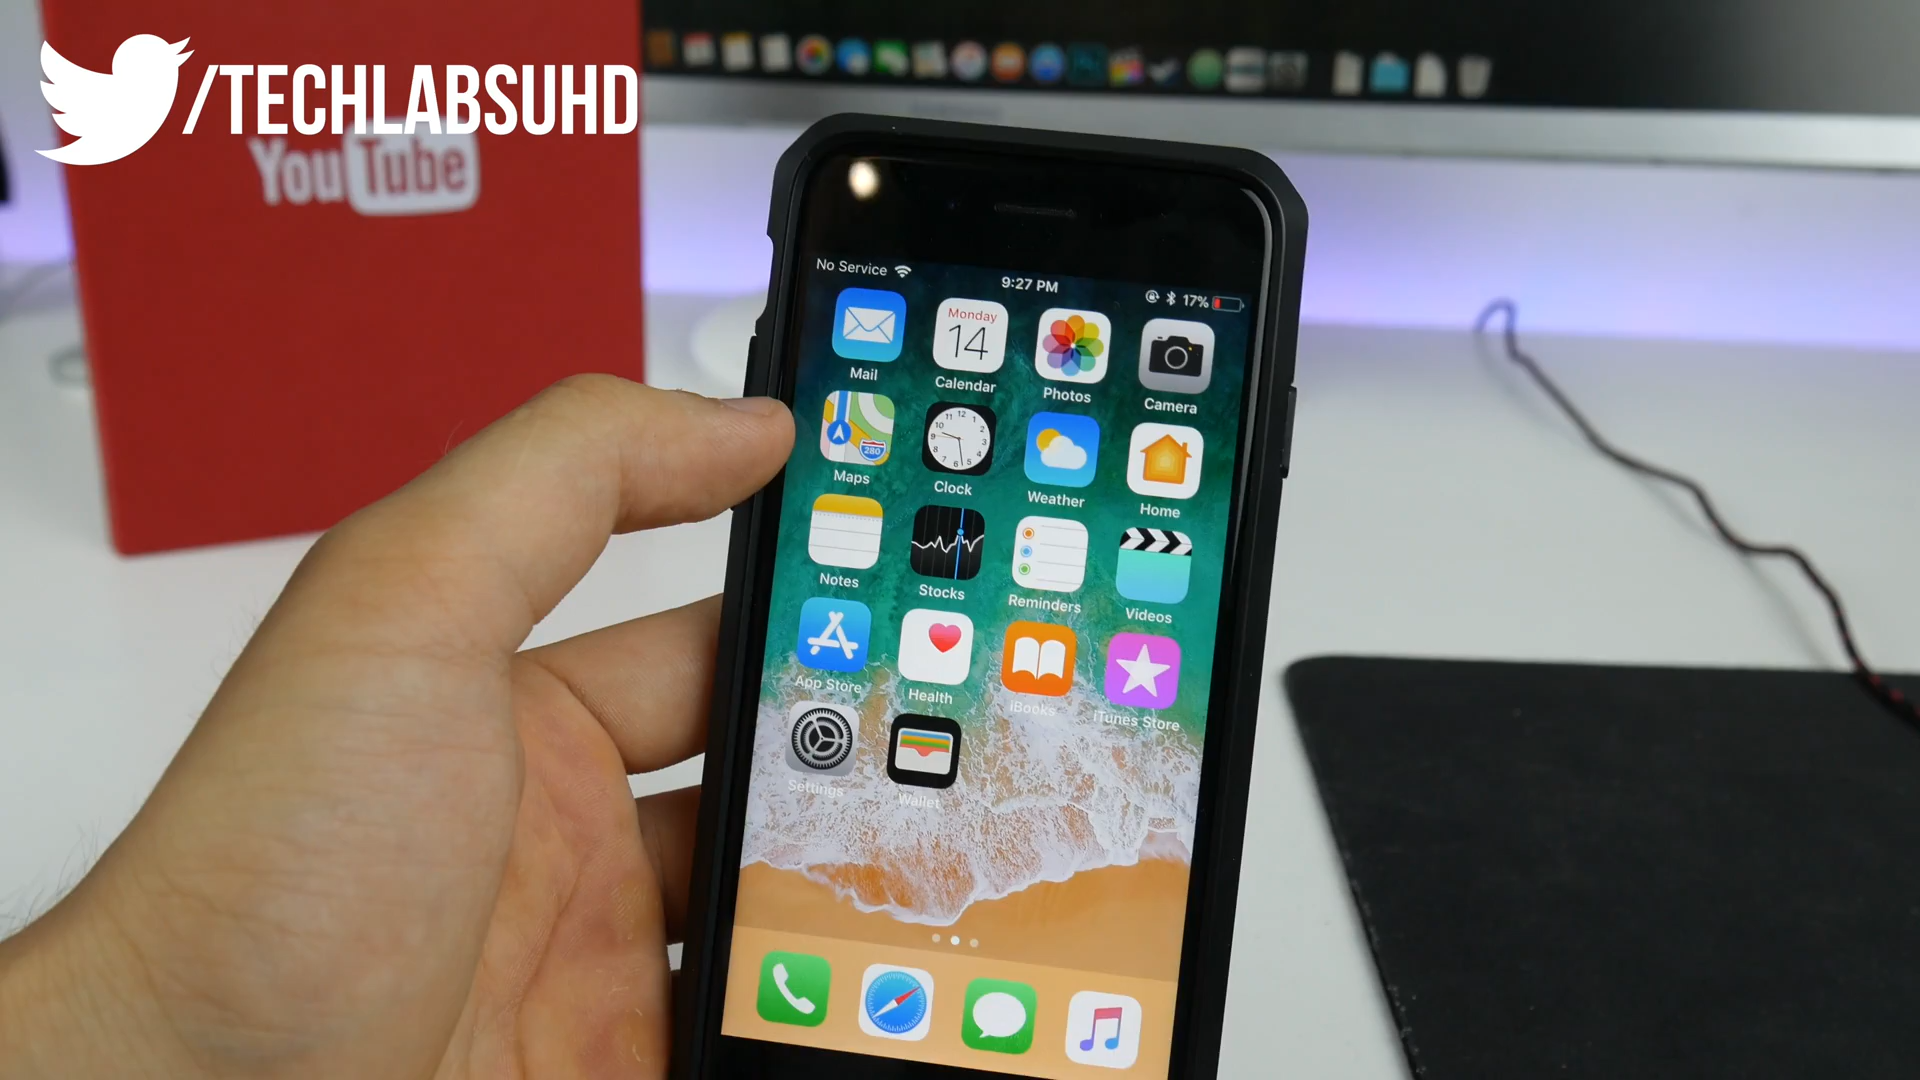 /TECHLABSUHD
YouTube
No Service
9:27 PM
17%
Monday
14
Mail
Calendar
Photos
Camera
280
Maps
Clock
Weather
Home
Notes
Stocks
Reminders
Videos
App Store
Health
iBooks
iTunes Store
Settings
Wallet